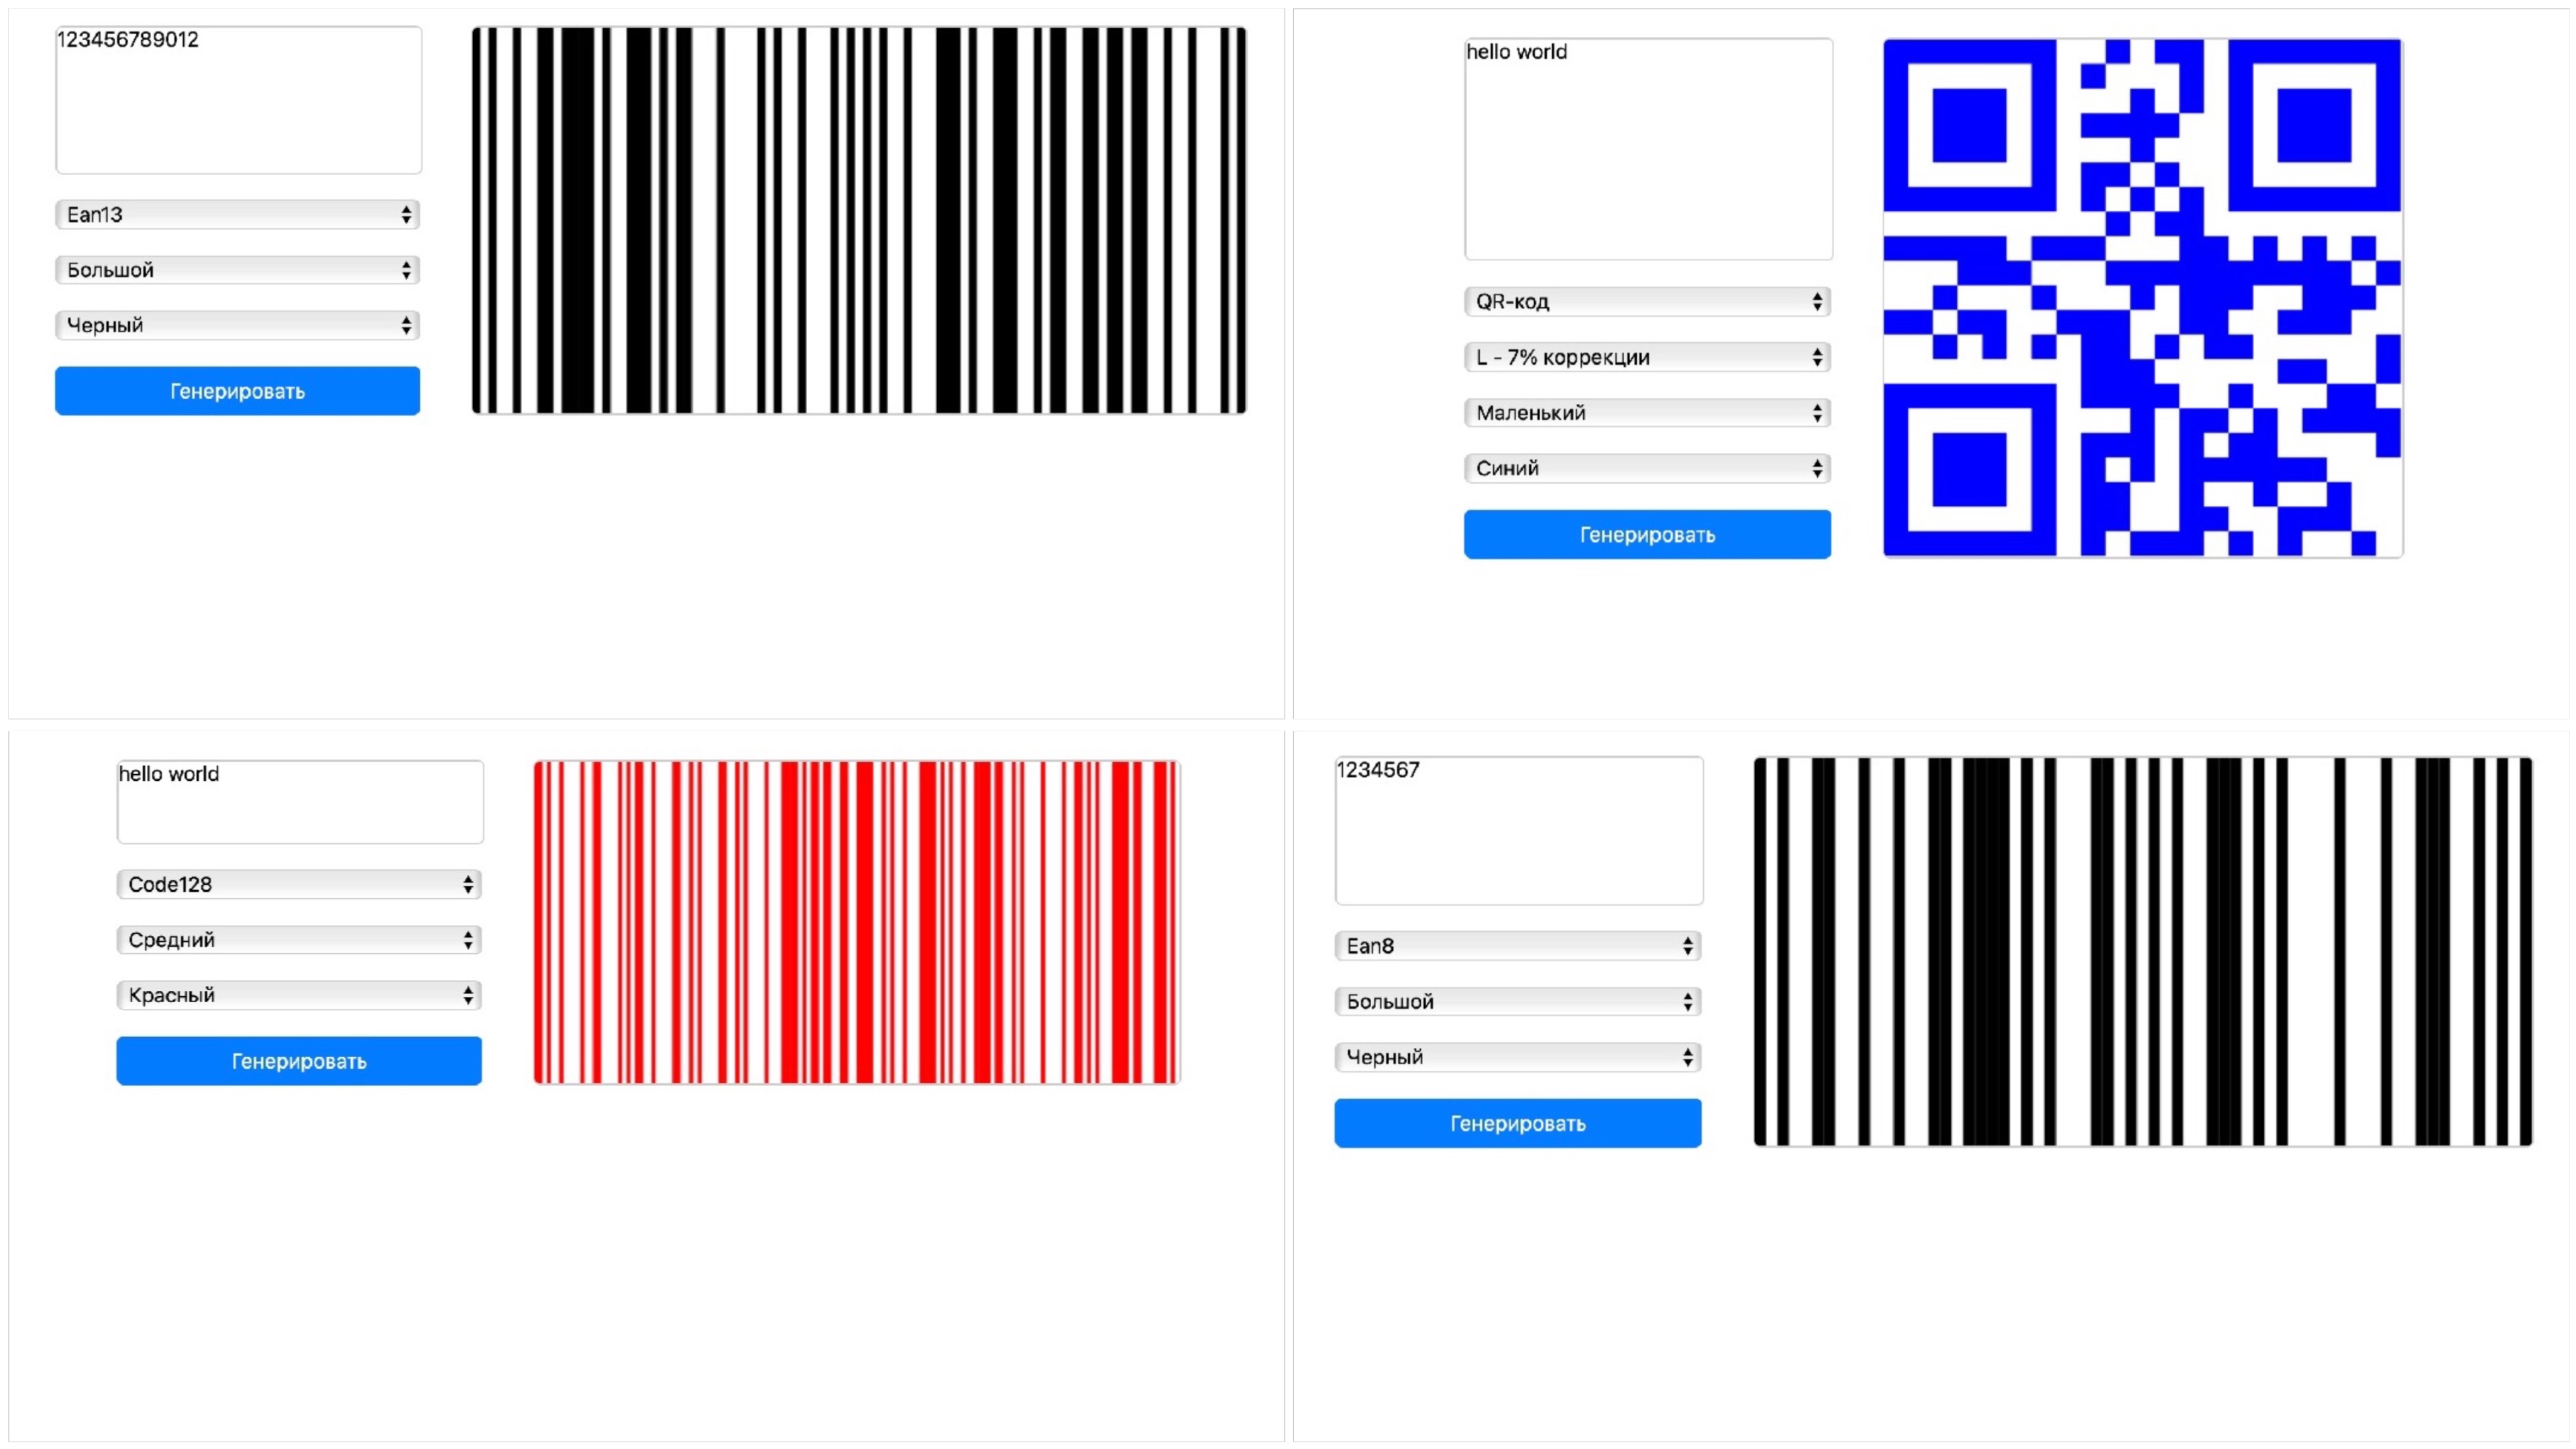 123456789012
Ean13
Большой
Черный
Генерировать
hello world
QR-код
L - 7% коррекции
Маленький
Синий
Генерировать
hello world
Code128
Средний
Красный
Генерировать
1234567
Ean8
Большой
Черный
Генерировать